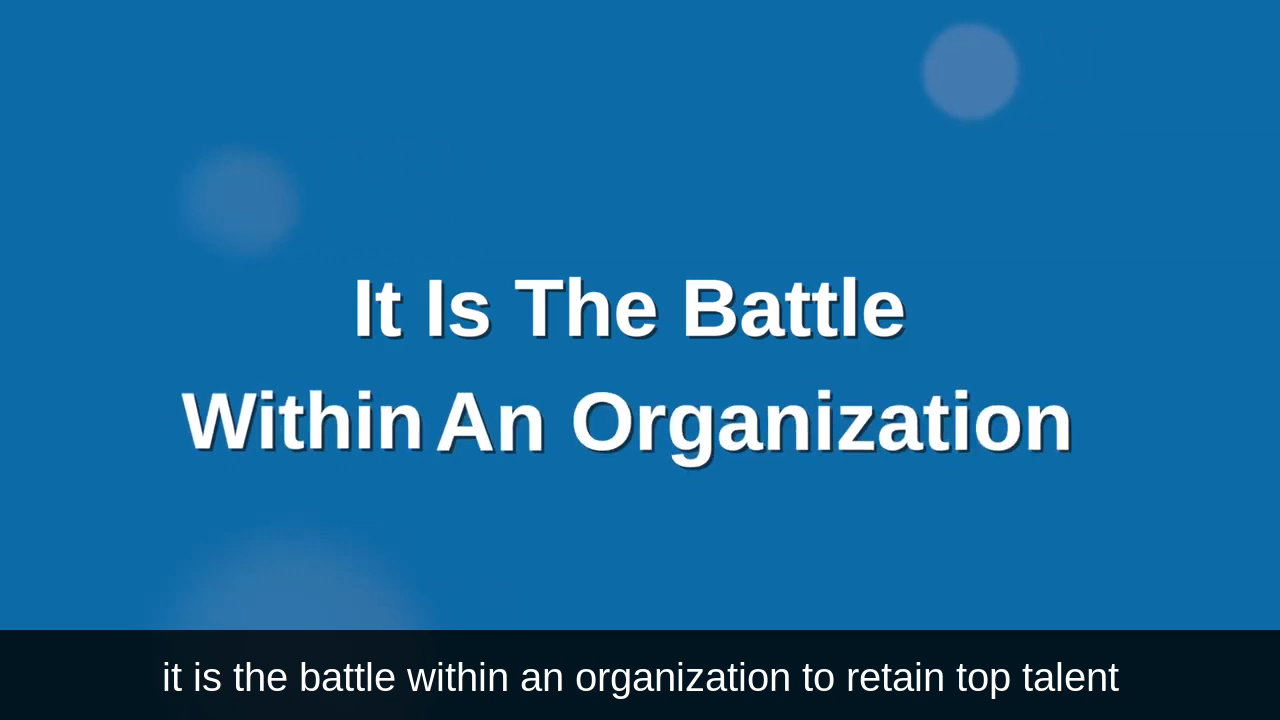 It Is The Battle
Within An Organization
it is the battle within an organization to retain top talent